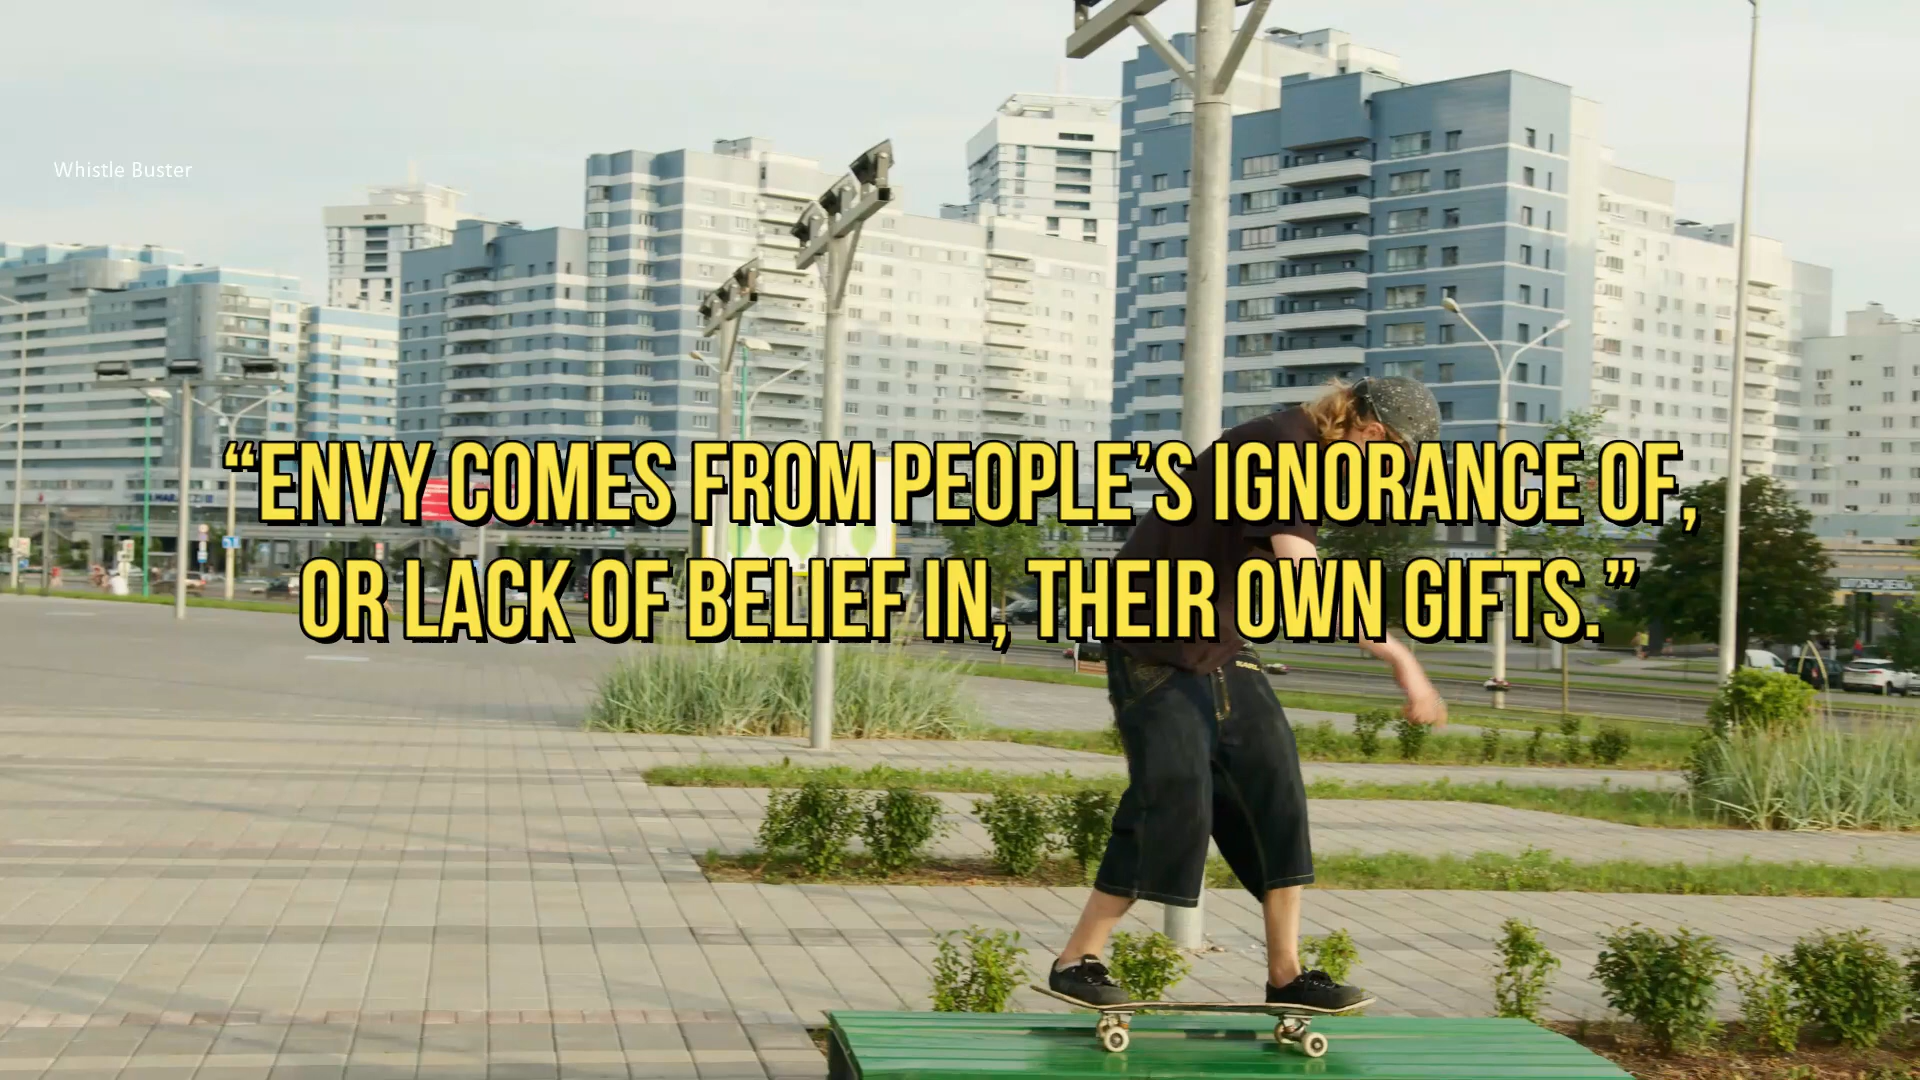 Whistle Buster
“ENVY COMES FROM PEOPLE’S IGNORANCE OF,
OR LACK OF BELIEF IN, THEIR OWN GIFTS.”